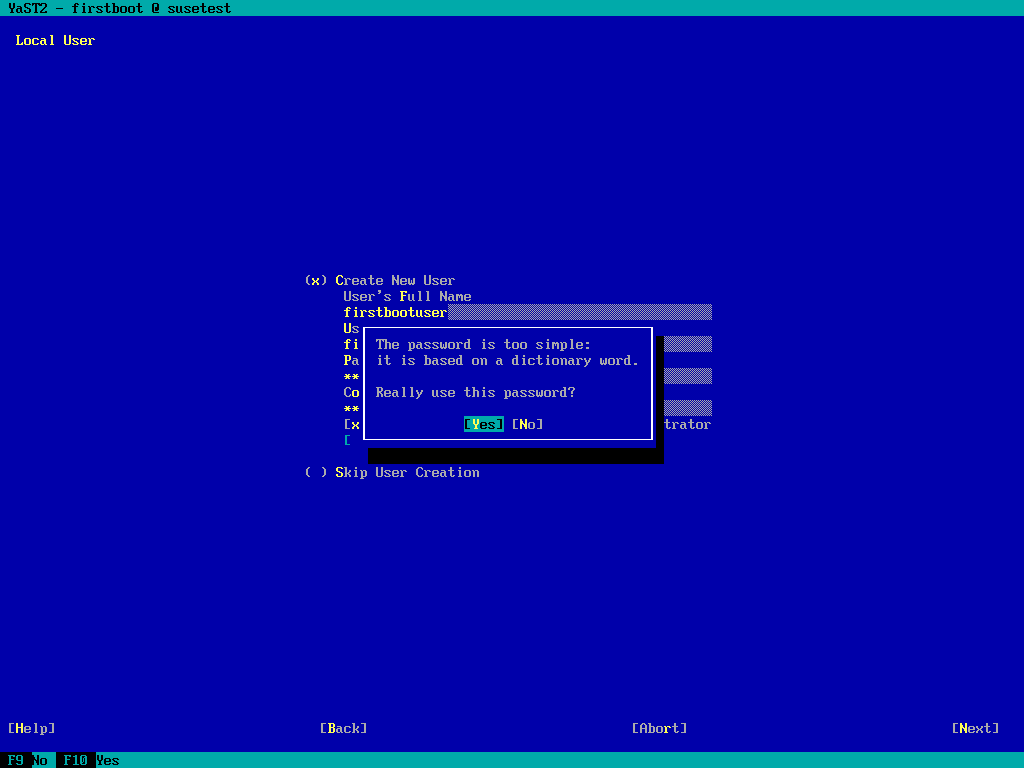 YaST2 - firstboot @ susetest
Local User
(x) Create New User
User's Full Name
firstbootuser
Us
fi
Pa
**
Co
**
[x trator
[
The password is too simple:
it is based on a dictionary word.
Really use this password?
[Yes] [No]
( ) Skip User Creation
[Help] [Back] [Abort] [Next]
F9 No F10 Yes